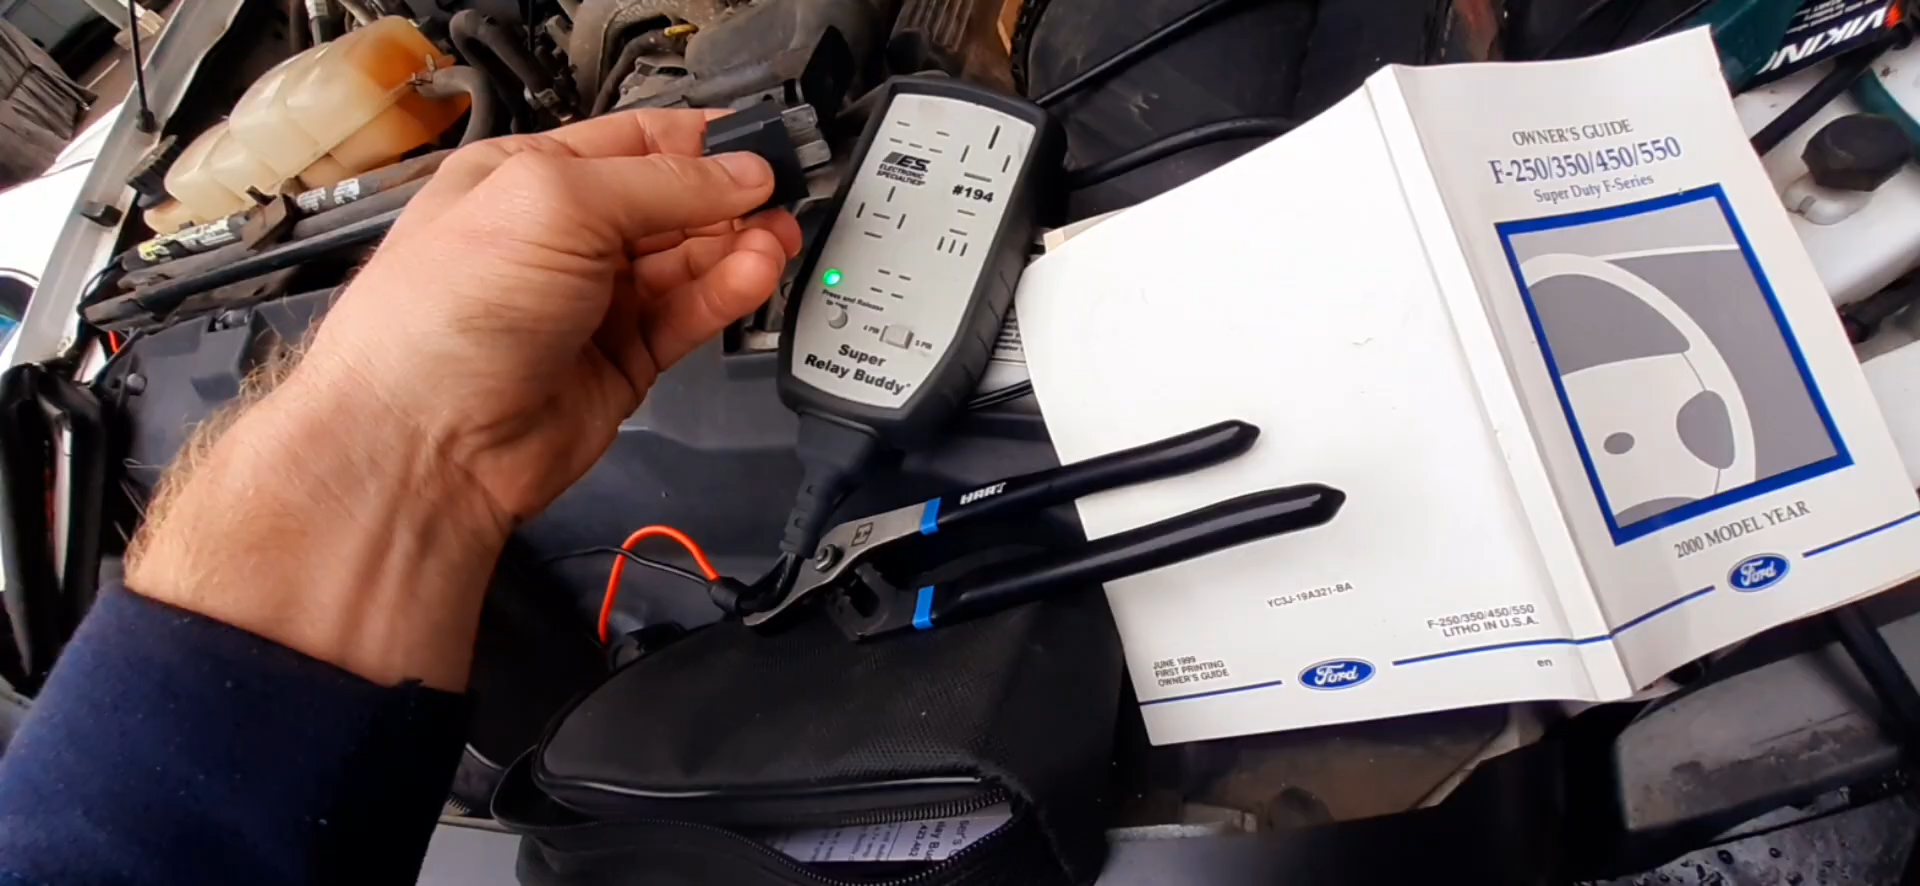 VIKIN
ES
ELECTRONIC
SPECIALTIES
#194
Press and Release
4 PIN
5 PIN
Super
Relay Buddy
HART
OWNER'S GUIDE
F-250/350/450/550
Super Duty F-Series
2000 MODEL YEAR
Ford
YC3J-19A321-BA
F-250/350/450/550
LITHO IN U.S.A.
JUNE 1999
FIRST PRINTING
OWNER'S GUIDE
Ford
en